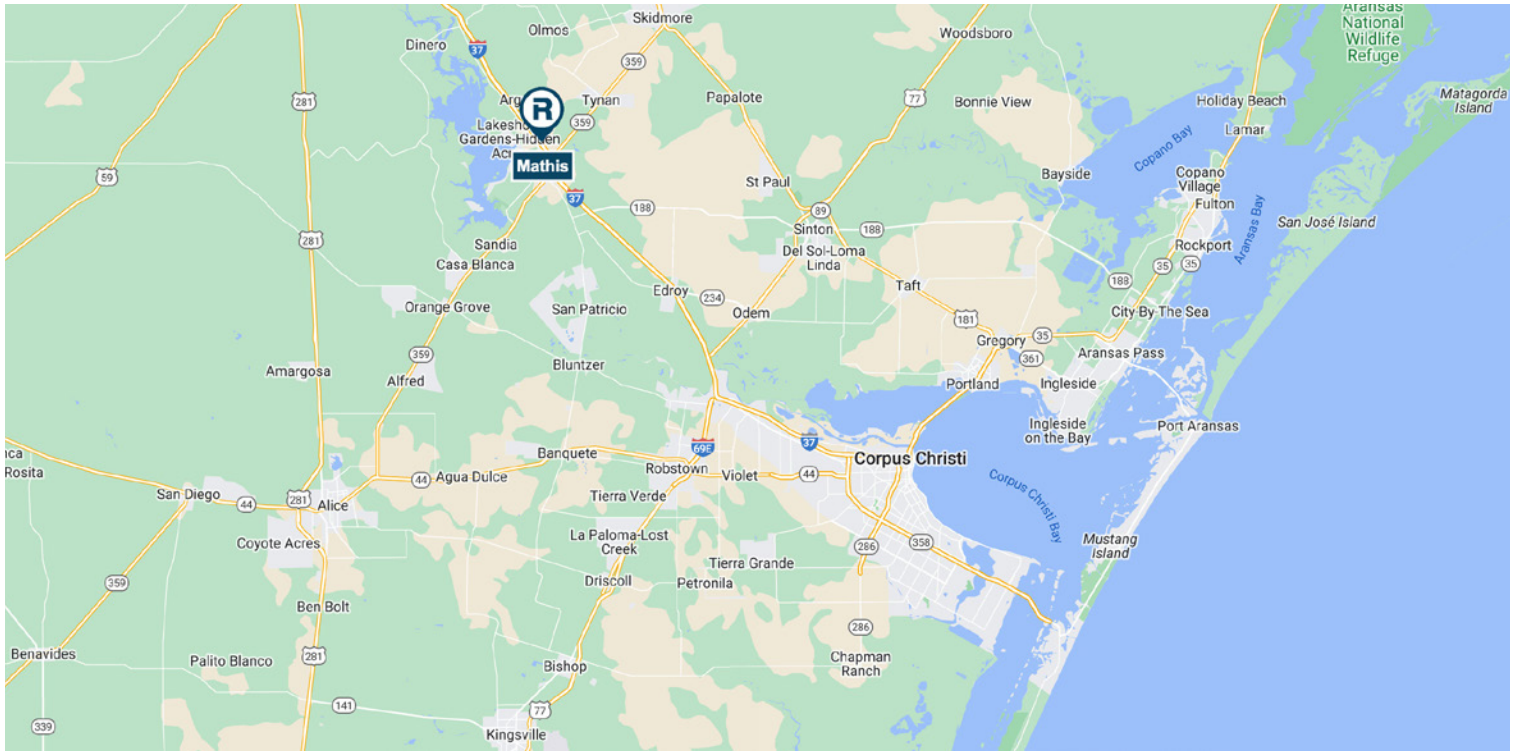 Skidmore
Olmos
Dinero
Woodsboro
Aransas
National
Wildlife
Refuge
37
359
281
Tynan
Papalote
77
Bonnie View
Holiday Beach
Matagorda
Island
R
Lakesho
Gardens-Hidden
Acr
359
Lamar
Copano Bay
Mathis
59
St Paul
Bayside
Copano
Village
Fulton
37
188
89
Sinton
188
San José Island
281
Sandia
Casa Blanca
Del Sol-Loma
Linda
Rockport
Aransas Bay
35
35
Orange Grove
San Patricio
Edroy
234
Odem
Taft
188
City By The Sea
181
Gregory
35
359
361
Aransas Pass
Amargosa
Alfred
Bluntzer
Portland
Ingleside
Ingleside
on the Bay
Port Aransas
nca
Rosita
Banquete
69E
37
Corpus Christi
Robstown
Violet
44
44
Agua Dulce
San Diego
44
281
Alice
Tierra Verde
Corpus Christi Bay
Coyote Acres
La Paloma-Lost
Creek
286
358
Mustang
Island
Tierra Grande
359
Driscoll
Petronila
Ben Bolt
286
Benavides
Palito Blanco
281
Bishop
Chapman
Ranch
141
77
339
Kingsville